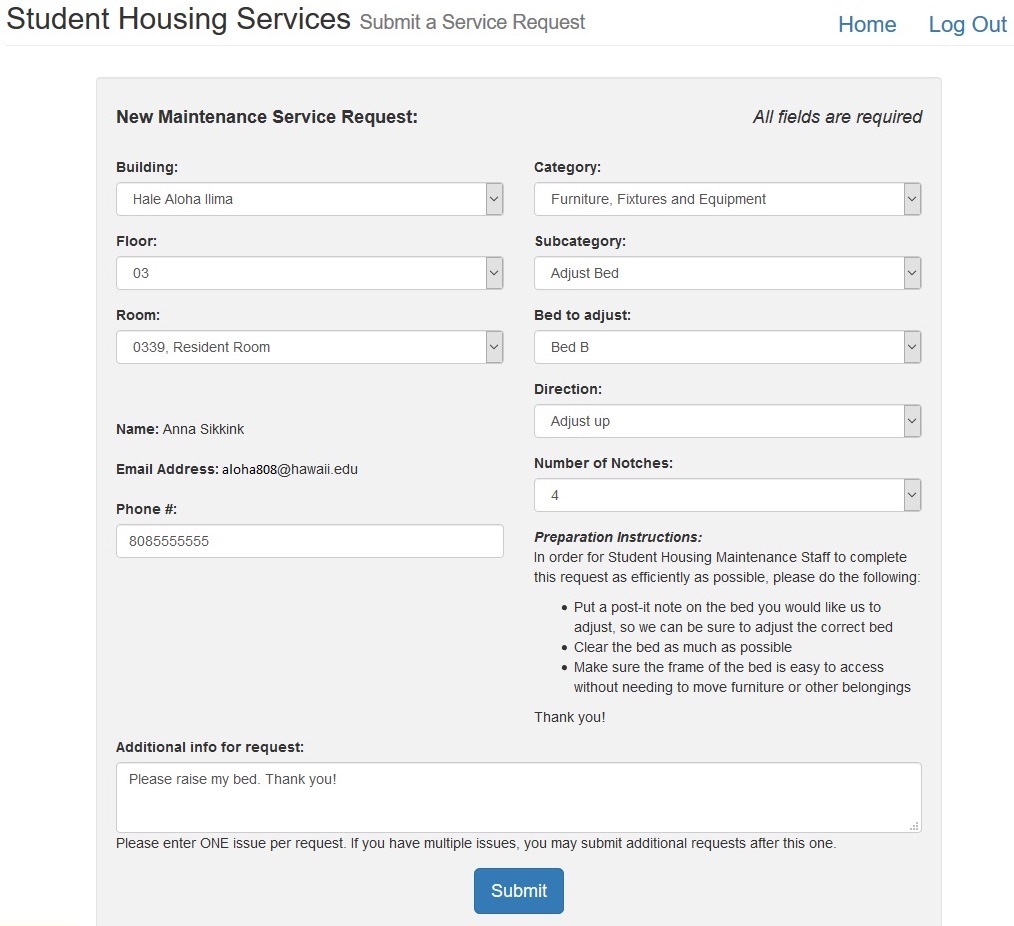 Student Housing Services Submit a Service Request
Home Log Out
New Maintenance Service Request:
All fields are required
Building:
Hale Aloha Ilima
Floor:
03
Room:
0339, Resident Room
Name: Anna Sikkink
Email Address: aloha808@hawaii.edu
Phone #:
8085555555
Category:
Furniture, Fixtures and Equipment
Subcategory:
Adjust Bed
Bed to adjust:
Bed B
Direction:
Adjust up
Number of Notches:
4
Preparation Instructions:
In order for Student Housing Maintenance Staff to complete
this request as efficiently as possible, please do the following:
• Put a post-it note on the bed you would like us to
adjust, so we can be sure to adjust the correct bed
• Clear the bed as much as possible
• Make sure the frame of the bed is easy to access
without needing to move furniture or other belongings
Thank you!
Additional info for request:
Please raise my bed. Thank you!
Please enter ONE issue per request. If you have multiple issues, you may submit additional requests after this one.
Submit